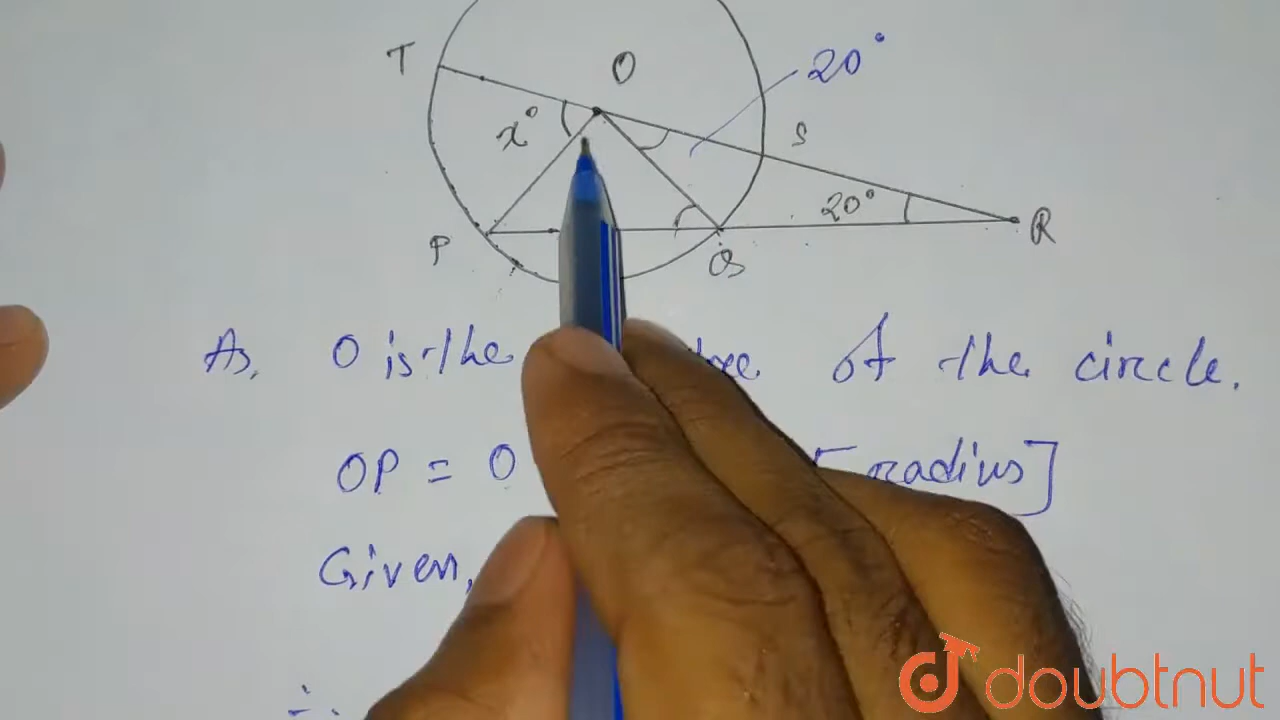 T
O
20°
x°
S
20°
P
Q
R
As, O is the of the circle.
OP = O radius]
Given,
∴
doubtnut